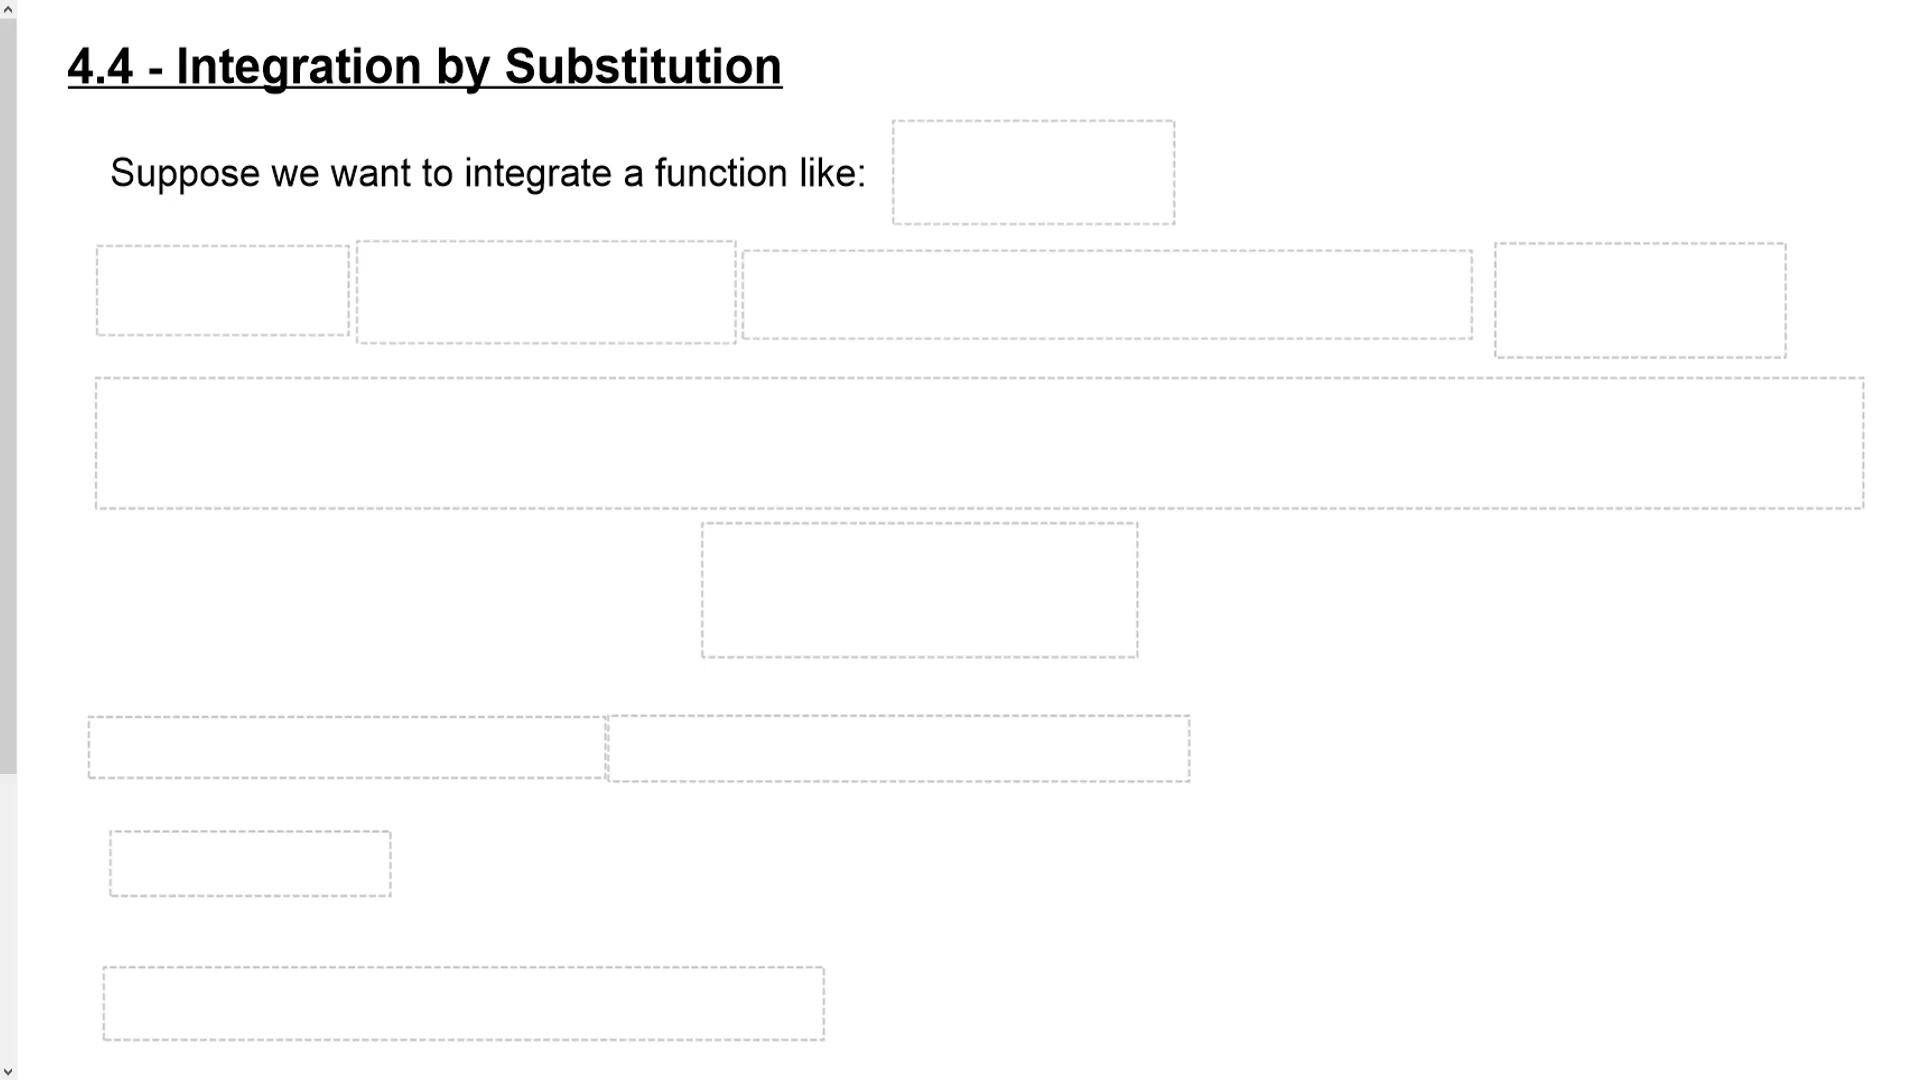 4.4 - Integration by Substitution
Suppose we want to integrate a function like: